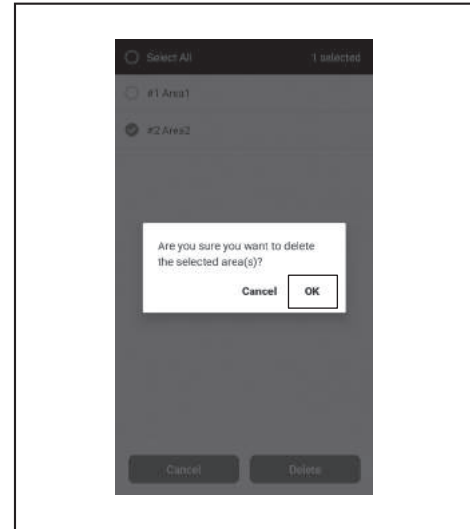 Select All 1 selected
#1 Area1
#2 Area2
Are you sure you want to delete
the selected area(s)?
Cancel OK
Cancel Delete